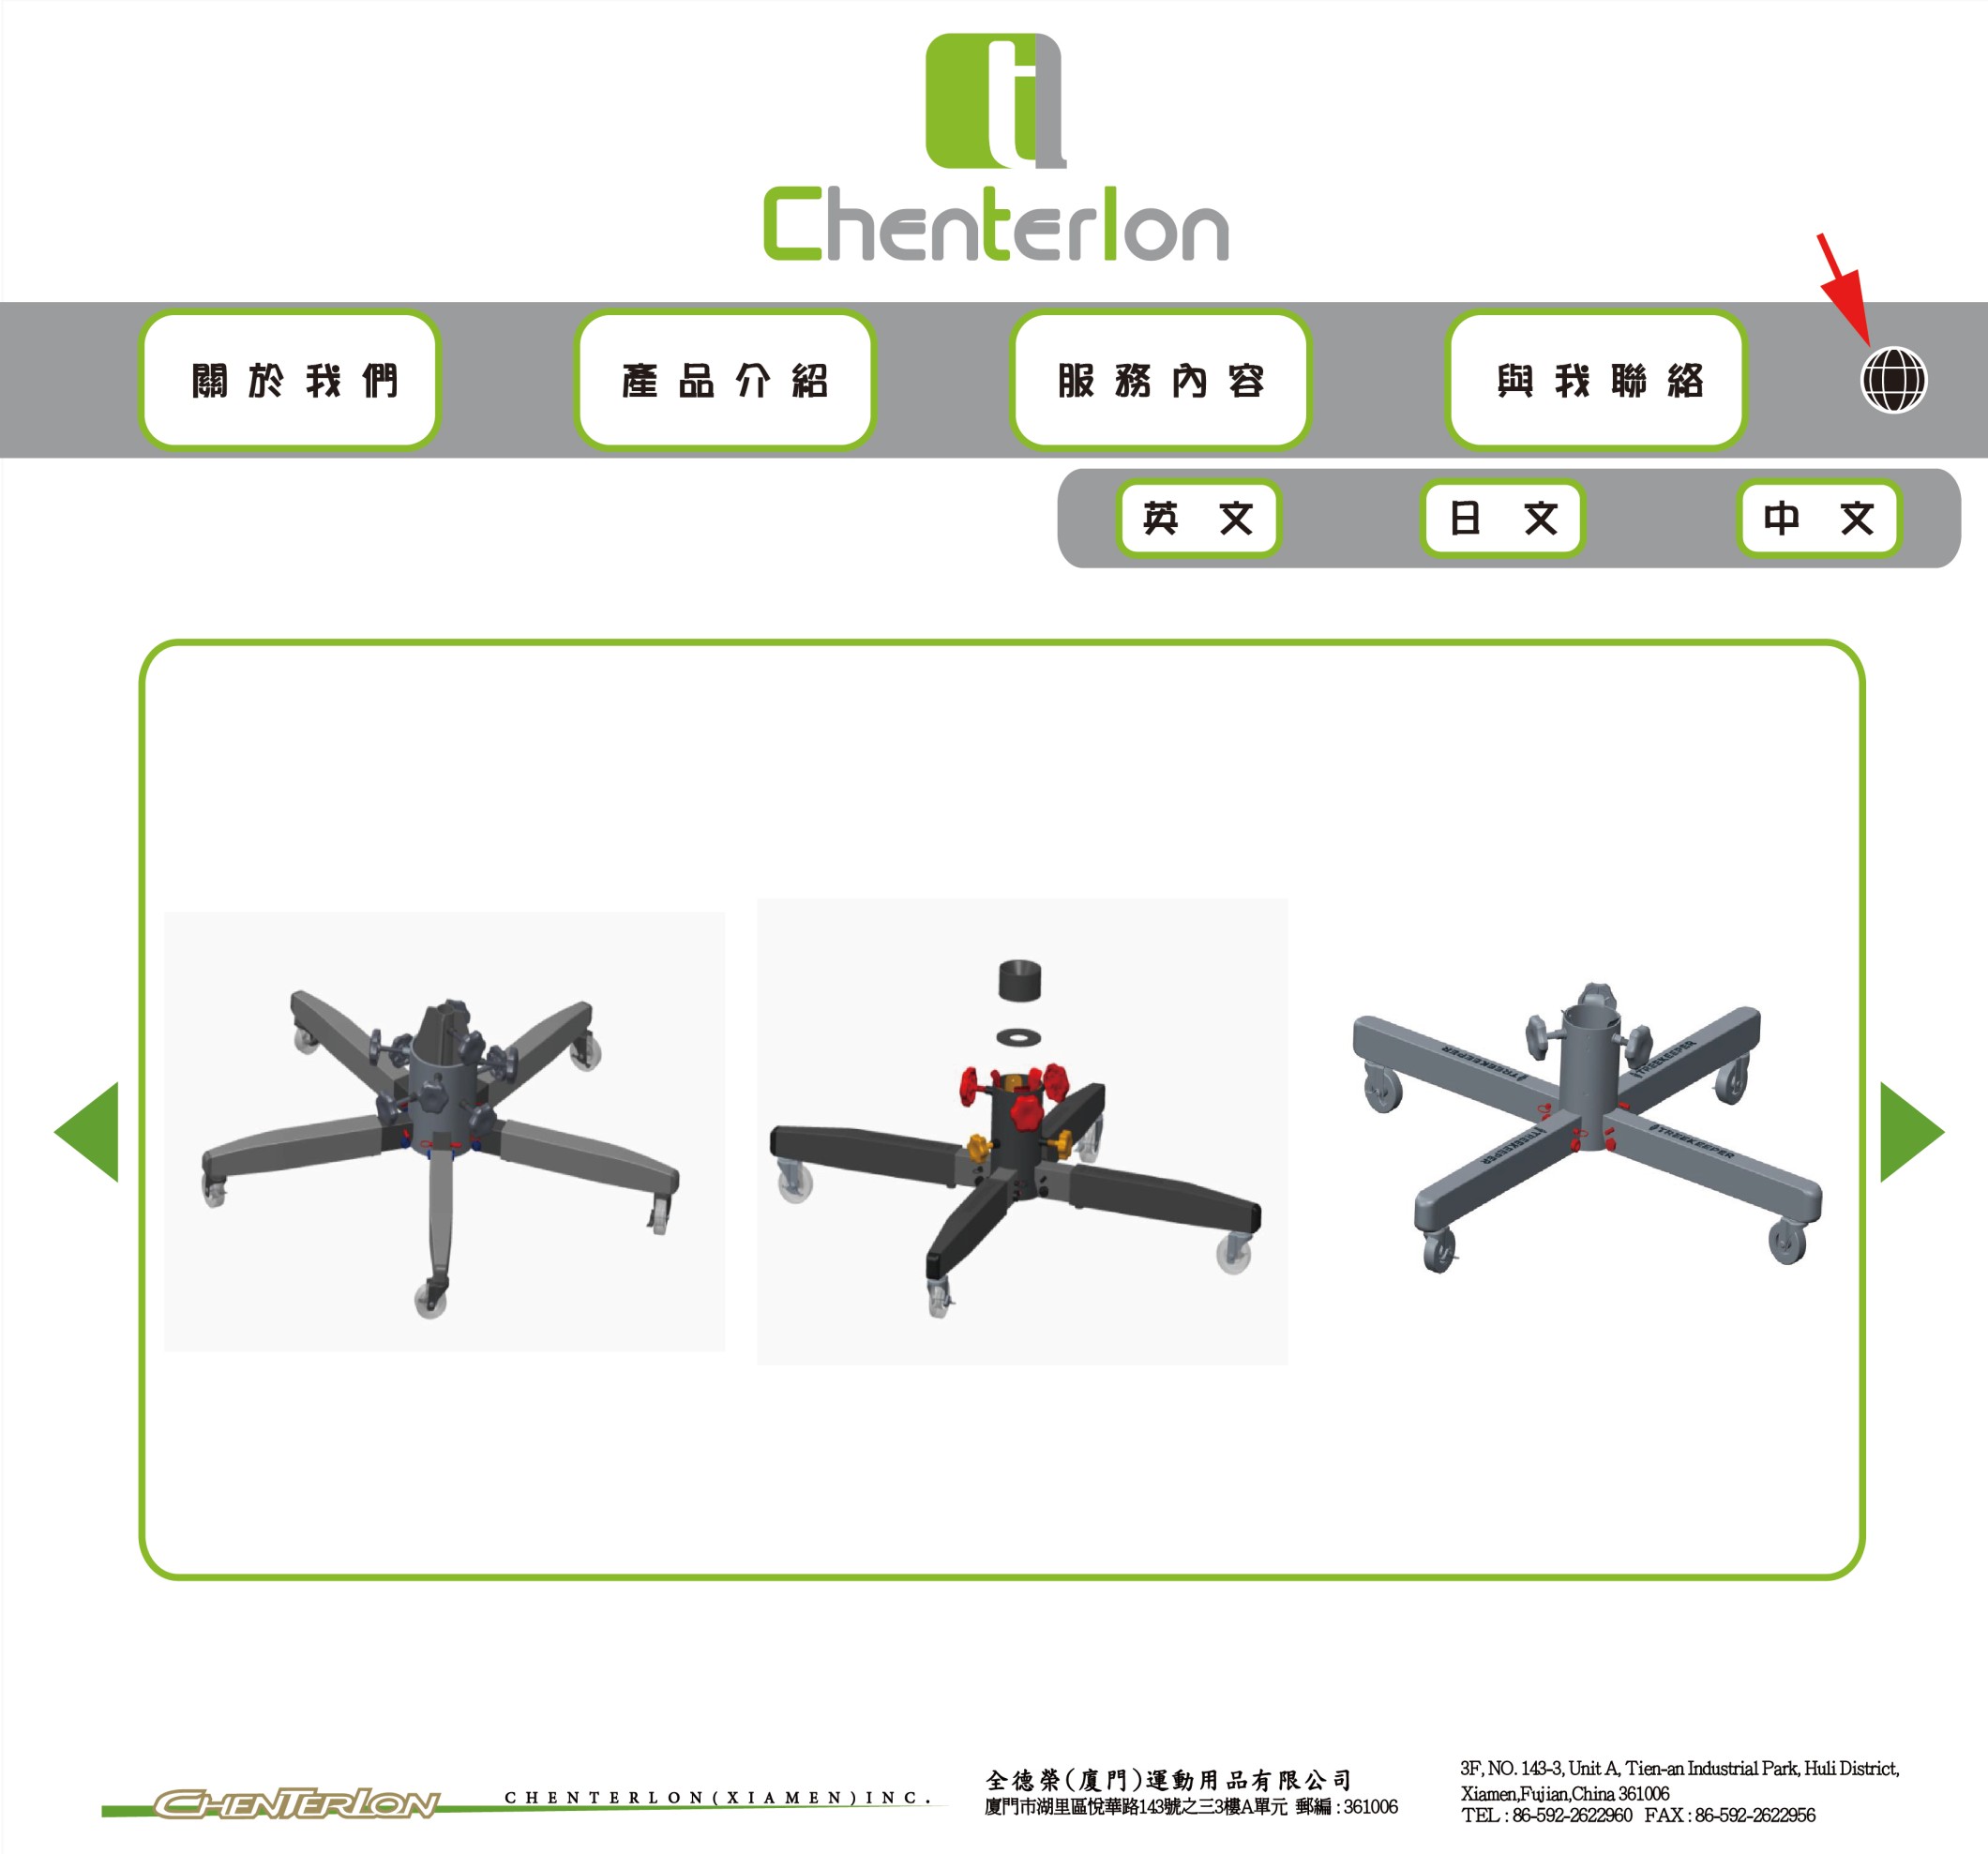 Chenterlon
關於我們
產品介紹
服務內容
與我聯絡
英文
日文
中文
TREEKEEPER
TREEKEEPER
TREEKEEPER
TREEKEEPER
CHENTERLON
CHENTERLON(XIAMEN)INC.
全德榮(廈門)運動用品有限公司
廈門市湖里區悅華路143號之三3樓A單元 郵編 : 361006
3F, NO. 143-3, Unit A, Tien-an Industrial Park, Huli District,
Xiamen,Fujian,China 361006
TEL : 86-592-2622960 FAX : 86-592-2622956